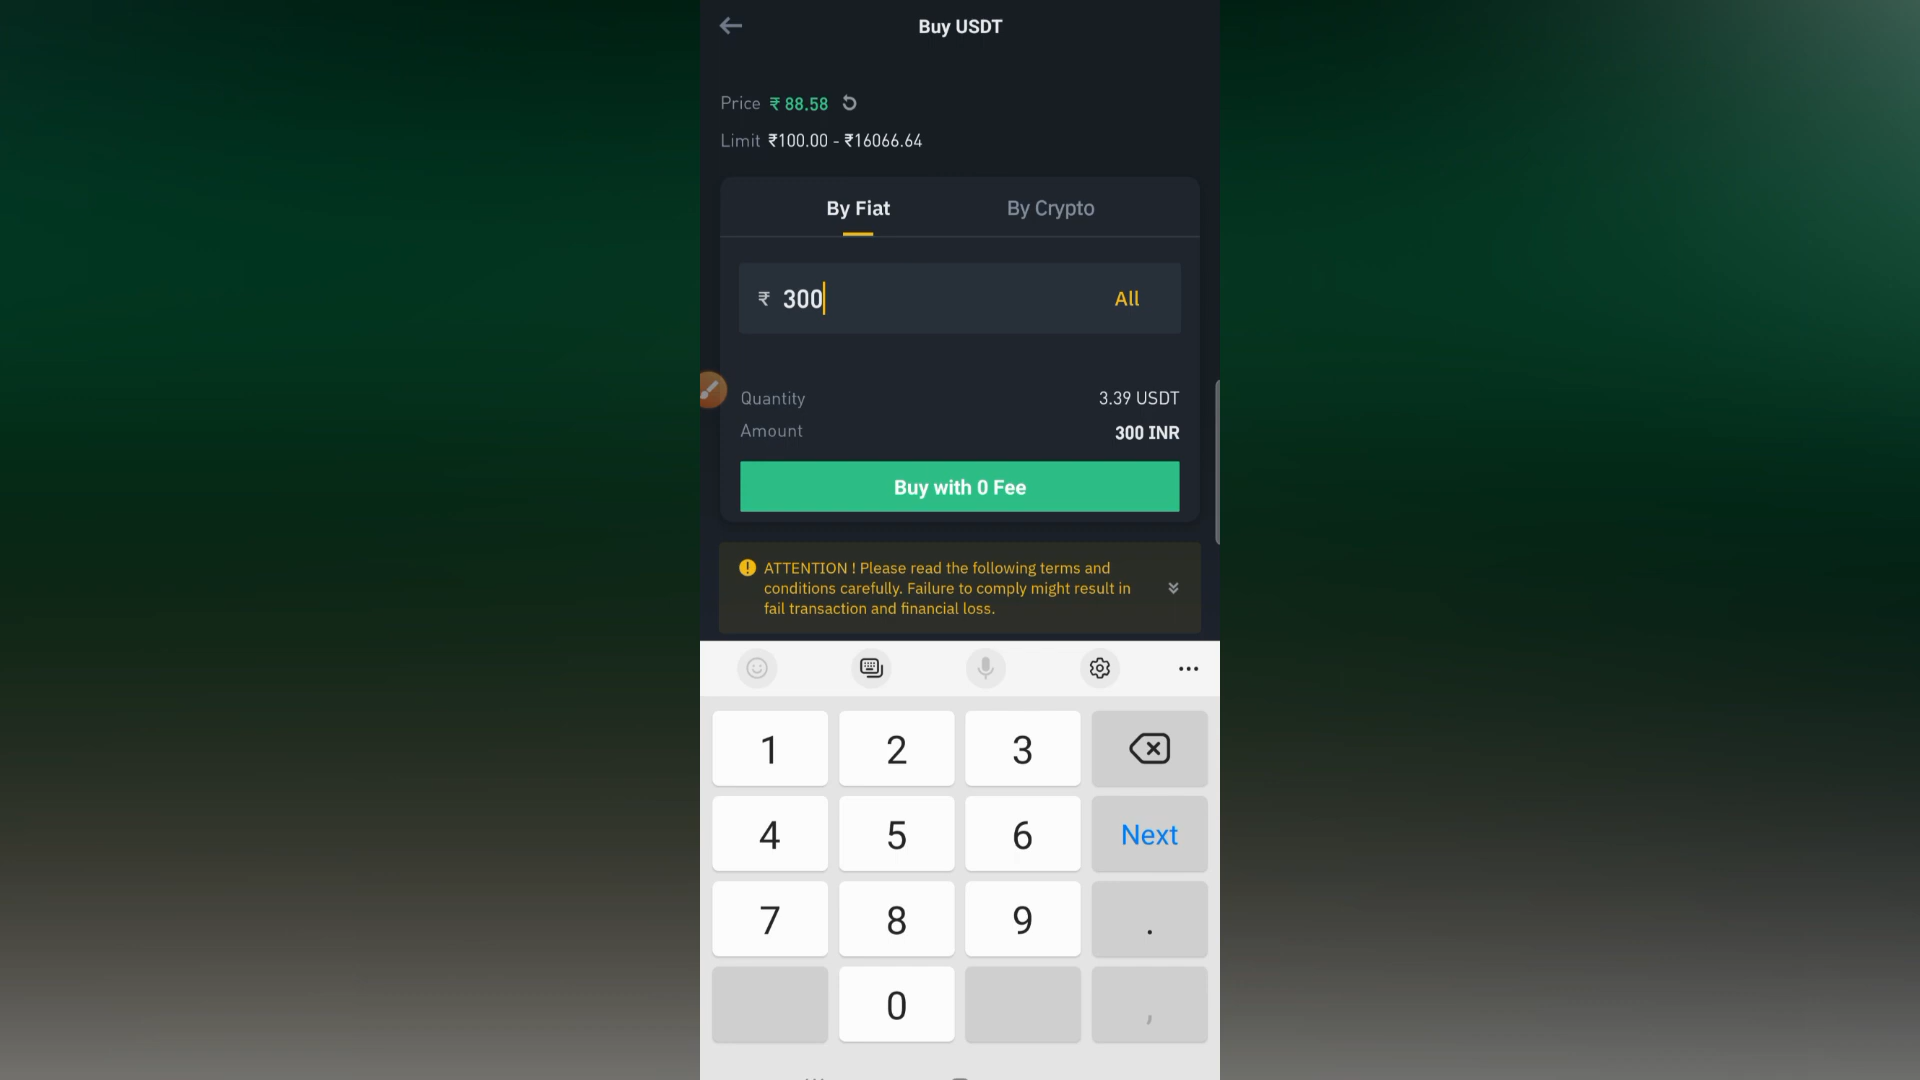 Buy USDT
Price ₹ 88.58
Limit ₹100.00 - ₹16066.64
By Fiat By Crypto
₹ 300 All
Quantity 3.39 USDT
Amount 300 INR
Buy with 0 Fee
ATTENTION ! Please read the following terms and
conditions carefully. Failure to comply might result in
fail transaction and financial loss.
1 2 3
4 5 6 Next
7 8 9 .
0 ,